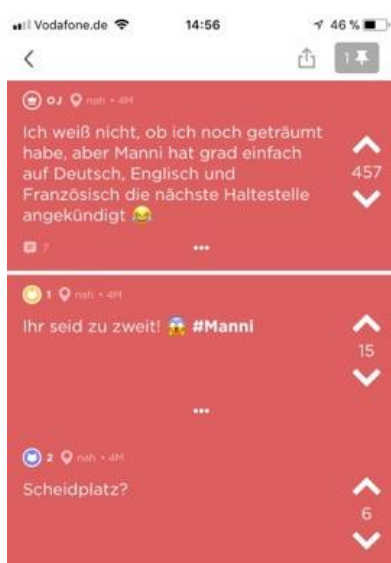 Vodafone.de 14:56 46 %
1
OJ nah • 4M
Ich weiß nicht, ob ich noch geträumt
habe, aber Manni hat grad einfach
auf Deutsch, Englisch und
Französisch die nächste Haltestelle
angekündigt 😂
457
7
•••
1 nah • 4M
Ihr seid zu zweit! 😱 #Manni
15
•••
2 nah • 4M
Scheidplatz?
6